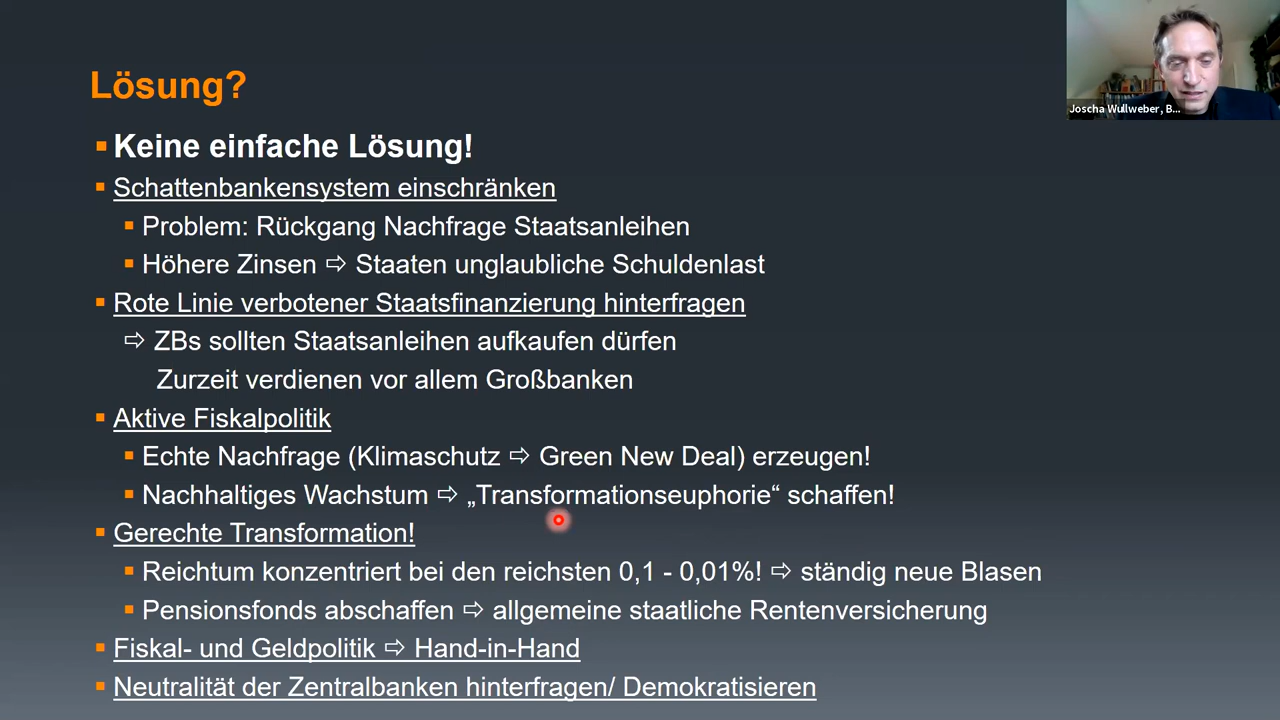 Lösung?
Joscha Wullweber, B...
▪ Keine einfache Lösung!
▪ Schattenbankensystem einschränken
▪ Problem: Rückgang Nachfrage Staatsanleihen
▪ Höhere Zinsen ⇨ Staaten unglaubliche Schuldenlast
▪ Rote Linie verbotener Staatsfinanzierung hinterfragen
⇨ ZBs sollten Staatsanleihen aufkaufen dürfen
Zurzeit verdienen vor allem Großbanken
▪ Aktive Fiskalpolitik
▪ Echte Nachfrage (Klimaschutz ⇨ Green New Deal) erzeugen!
▪ Nachhaltiges Wachstum ⇨ „Transformationseuphorie“ schaffen!
▪ Gerechte Transformation!
▪ Reichtum konzentriert bei den reichsten 0,1 - 0,01%! ⇨ ständig neue Blasen
▪ Pensionsfonds abschaffen ⇨ allgemeine staatliche Rentenversicherung
▪ Fiskal- und Geldpolitik ⇨ Hand-in-Hand
▪ Neutralität der Zentralbanken hinterfragen/ Demokratisieren